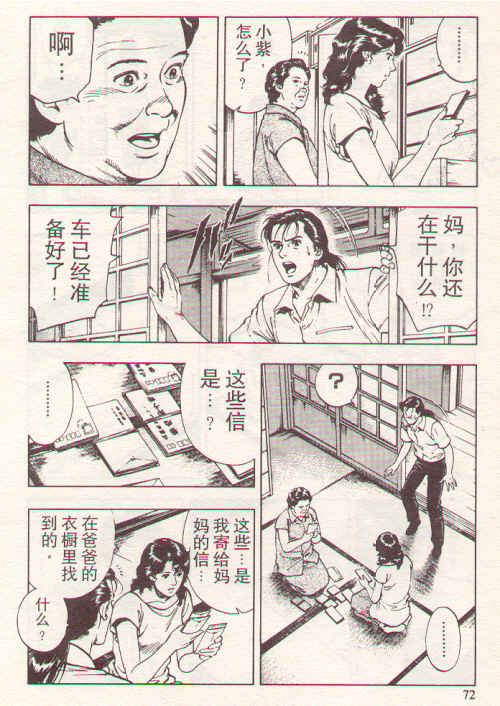 ………
小紫，
怎么了？
啊…
妈，你还
在干什么!?
车已经准
备好了！
？
………
这些信
是…？
………
这些…是
我寄给妈
妈的信…
在爸爸的
衣橱里找
到的。
什么？
72